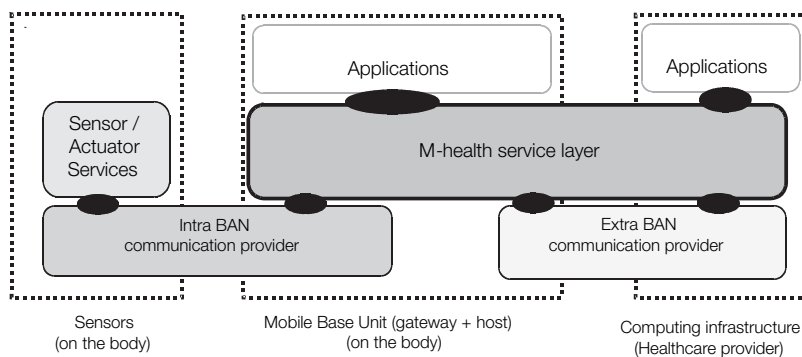 Applications
Applications
Sensor /
Actuator
Services
M-health service layer
Intra BAN
communication provider
Extra BAN
communication provider
Sensors
(on the body)
Mobile Base Unit (gateway + host)
(on the body)
Computing infrastructure
(Healthcare provider)